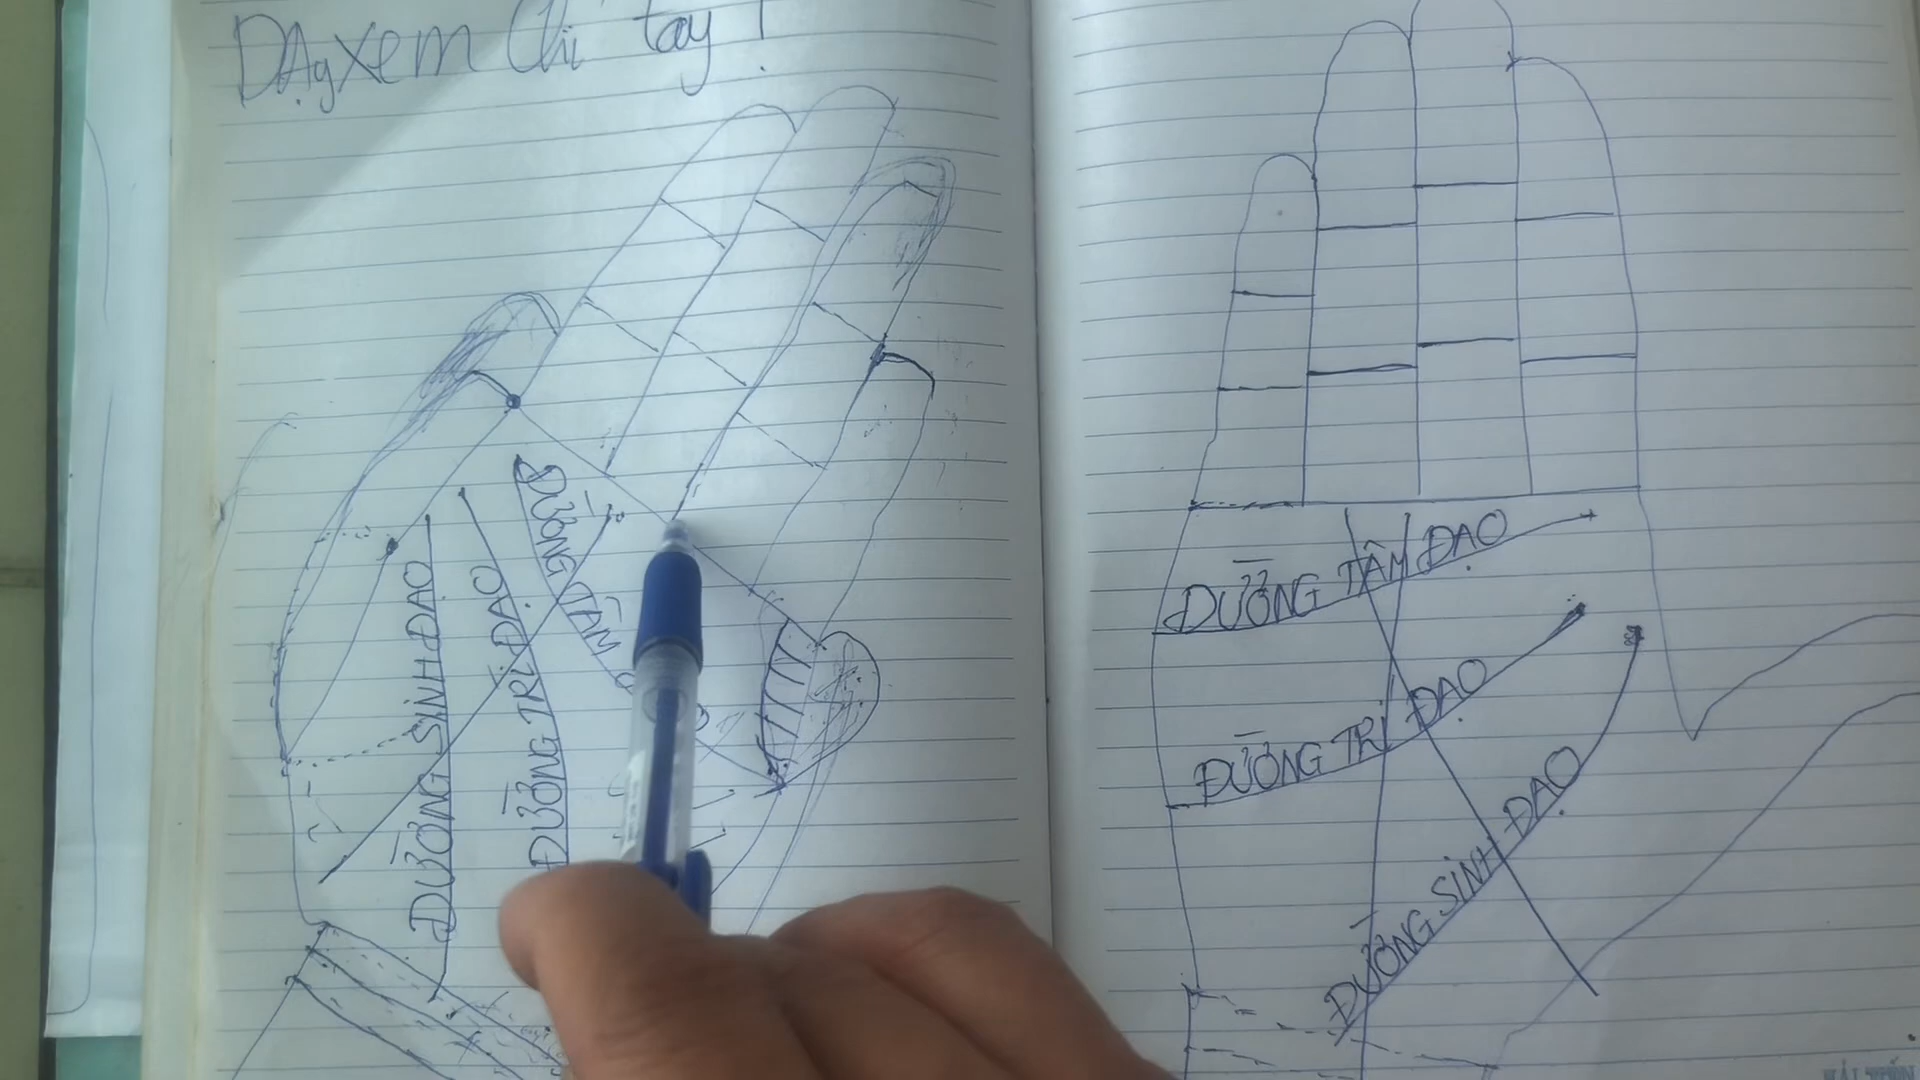 DẠy xem Chỉ tay !
ĐƯỜNG SINH ĐẠO
ĐƯỜNG TRÍ ĐẠO
ĐƯỜNG TÂM
ĐƯỜNG TÂM ĐẠO
ĐƯỜNG TRÍ ĐẠO
ĐƯỜNG SINH ĐẠO